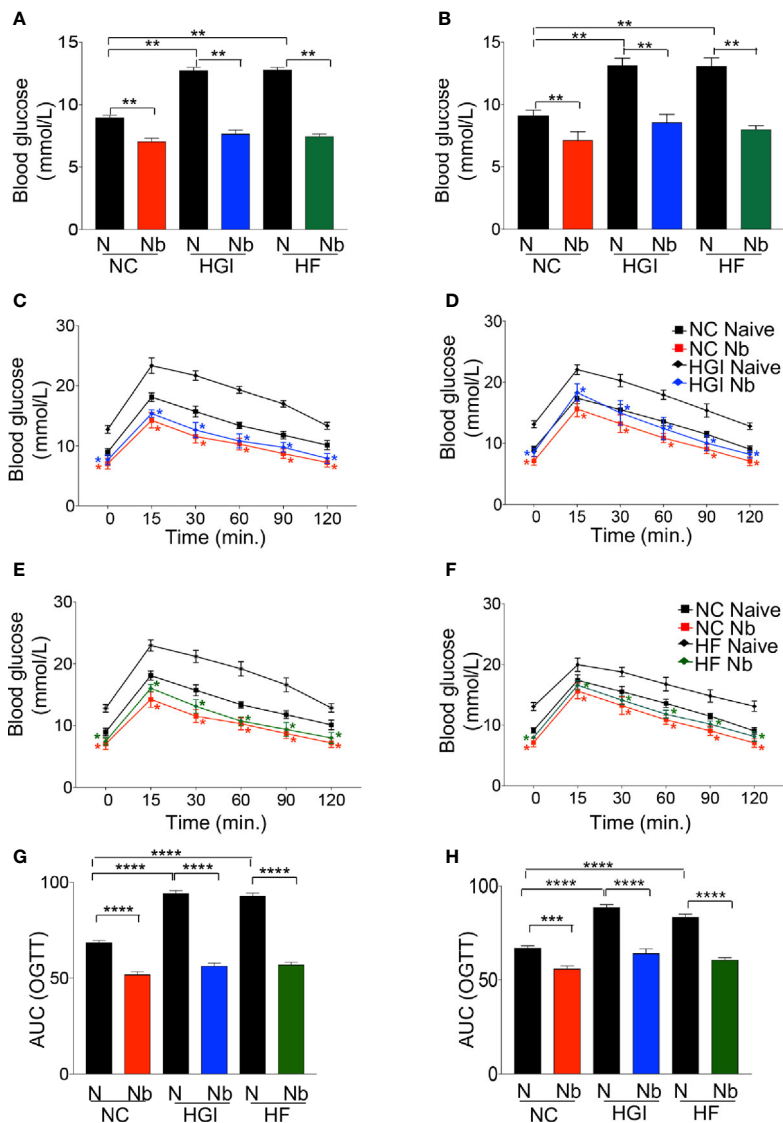 A
**
**
**
**
**
15
10
5
0
Blood glucose
(mmol/L)
N Nb N Nb N Nb
NC HGI HF
B
**
**
**
**
**
15
10
5
0
Blood glucose
(mmol/L)
N Nb N Nb N Nb
NC HGI HF
C
30
20
10
0
Blood glucose
mmol/L)
* * * * * *
* * * * * *
0 15 30 60 90 120
Time (min.)
D
30
20
10
0
Blood glucose
mmol/L)
NC Naive
NC Nb
HGI Naive
HGI Nb
* * * * * *
* * * * * *
0 15 30 60 90 120
Time (min.)
E
30
20
10
0
Blood glucose
mmol/L)
* * * * * *
* * * * * *
0 15 30 60 90 120
Time (min.)
F
30
20
10
0
Blood glucose
mmol/L)
NC Naive
NC Nb
HF Naive
HF Nb
* * * * * *
* * * * * *
0 15 30 60 90 120
Time (min.)
G
****
****
****
****
****
100
50
0
AUC (OGTT)
N Nb N Nb N Nb
NC HGI HF
H
****
****
****
****
***
100
50
0
AUC (OGTT)
N Nb N Nb N Nb
NC HGI HF